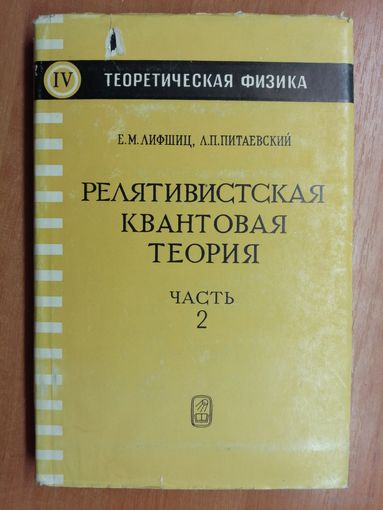 IV ТЕОРЕТИЧЕСКАЯ ФИЗИКА
Е. М. ЛИФШИЦ, Л. П. ПИТАЕВСКИЙ
РЕЛЯТИВИСТСКАЯ
КВАНТОВАЯ
ТЕОРИЯ
ЧАСТЬ
2